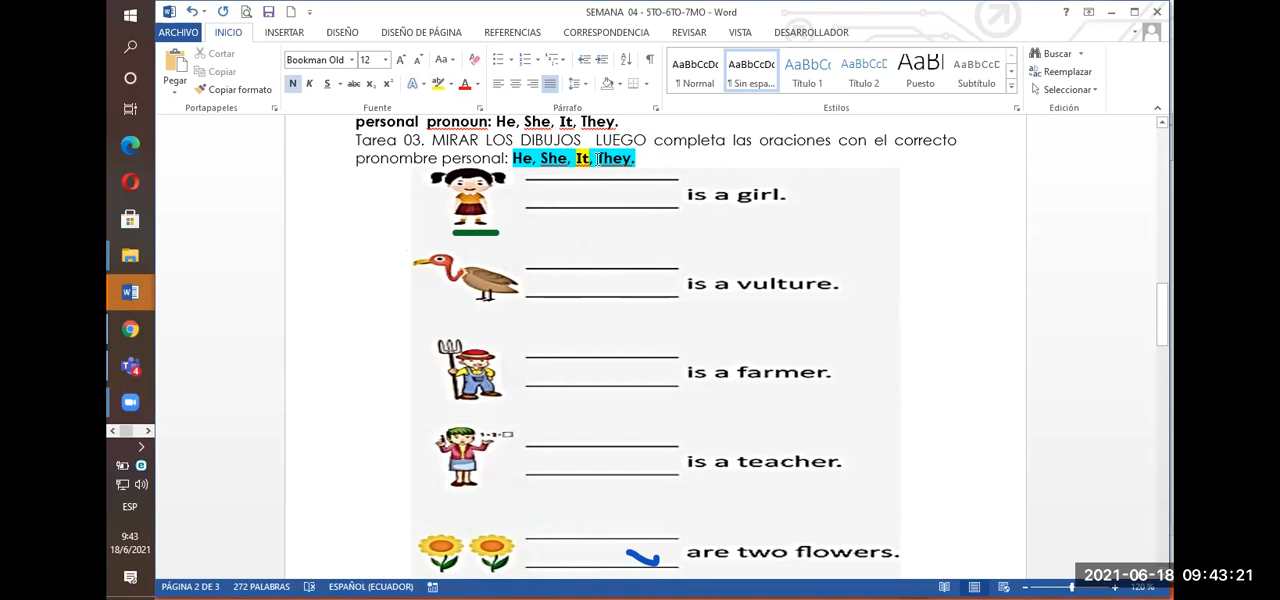 SEMANA 04 - 5TO-6TO-7MO - Word
ARCHIVO INICIO INSERTAR DISEÑO DISEÑO DE PÁGINA REFERENCIAS CORRESPONDENCIA REVISAR VISTA DESARROLLADOR
Pegar
Cortar
Copiar
Copiar formato
Portapapeles
Bookman Old 12
Fuente
Párrafo
AaBbCcDc AaBbCcDc AaBbCc AaBbCcDc AaBl AaBbCcDc
¶ Normal ¶ Sin espa... Título 1 Título 2 Puesto Subtítulo
Estilos
Buscar
Reemplazar
Seleccionar
Edición
personal pronoun: He, She, It, They.
Tarea 03. MIRAR LOS DIBUJOS LUEGO completa las oraciones con el correcto
pronombre personal: He, She, It, They.
is a girl.
is a vulture.
is a farmer.
is a teacher.
are two flowers.
ESP
9:43
18/6/2021
PÁGINA 2 DE 3 272 PALABRAS ESPAÑOL (ECUADOR) 120 %
2021-06-18 09:43:21